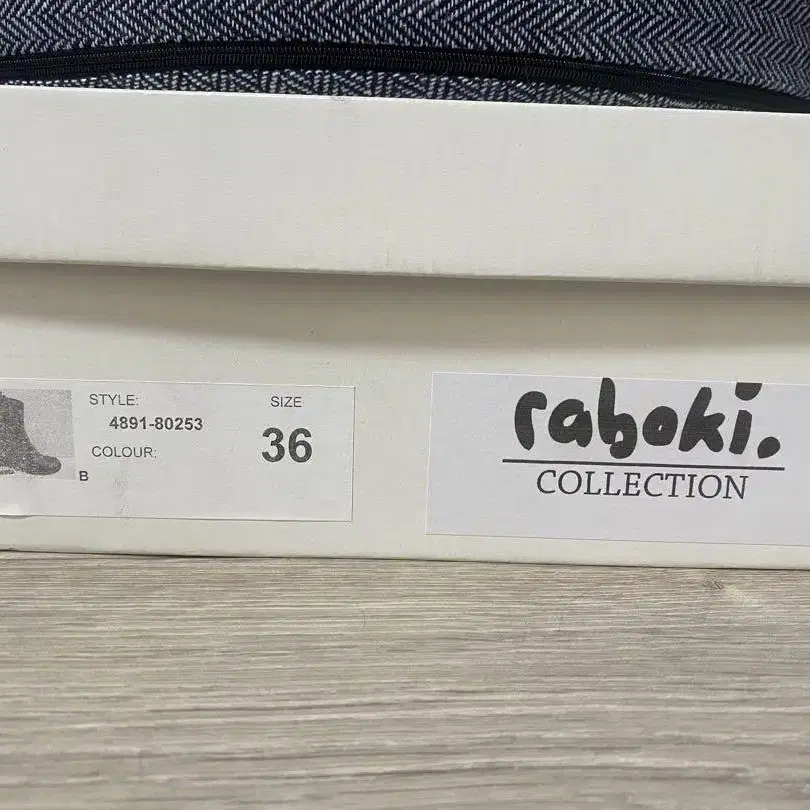 STYLE:
4891-80253
COLOUR:
B
SIZE
36
raboki.
COLLECTION